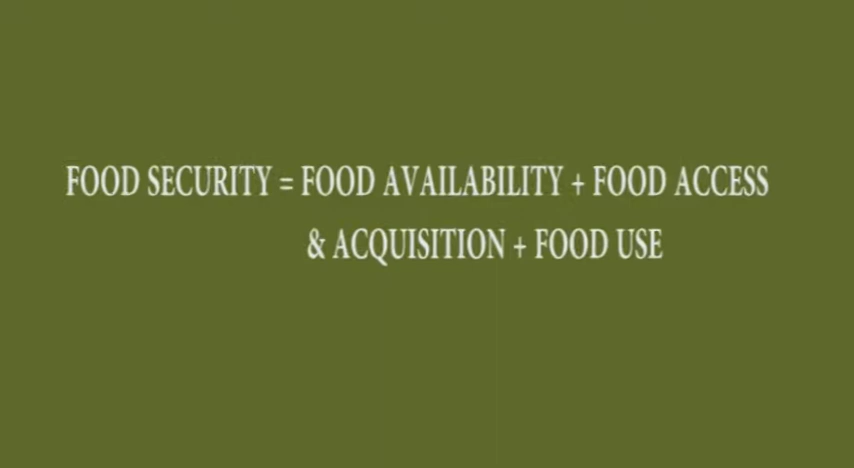 FOOD SECURITY = FOOD AVAILABILITY + FOOD ACCESS
& ACQUISITION + FOOD USE